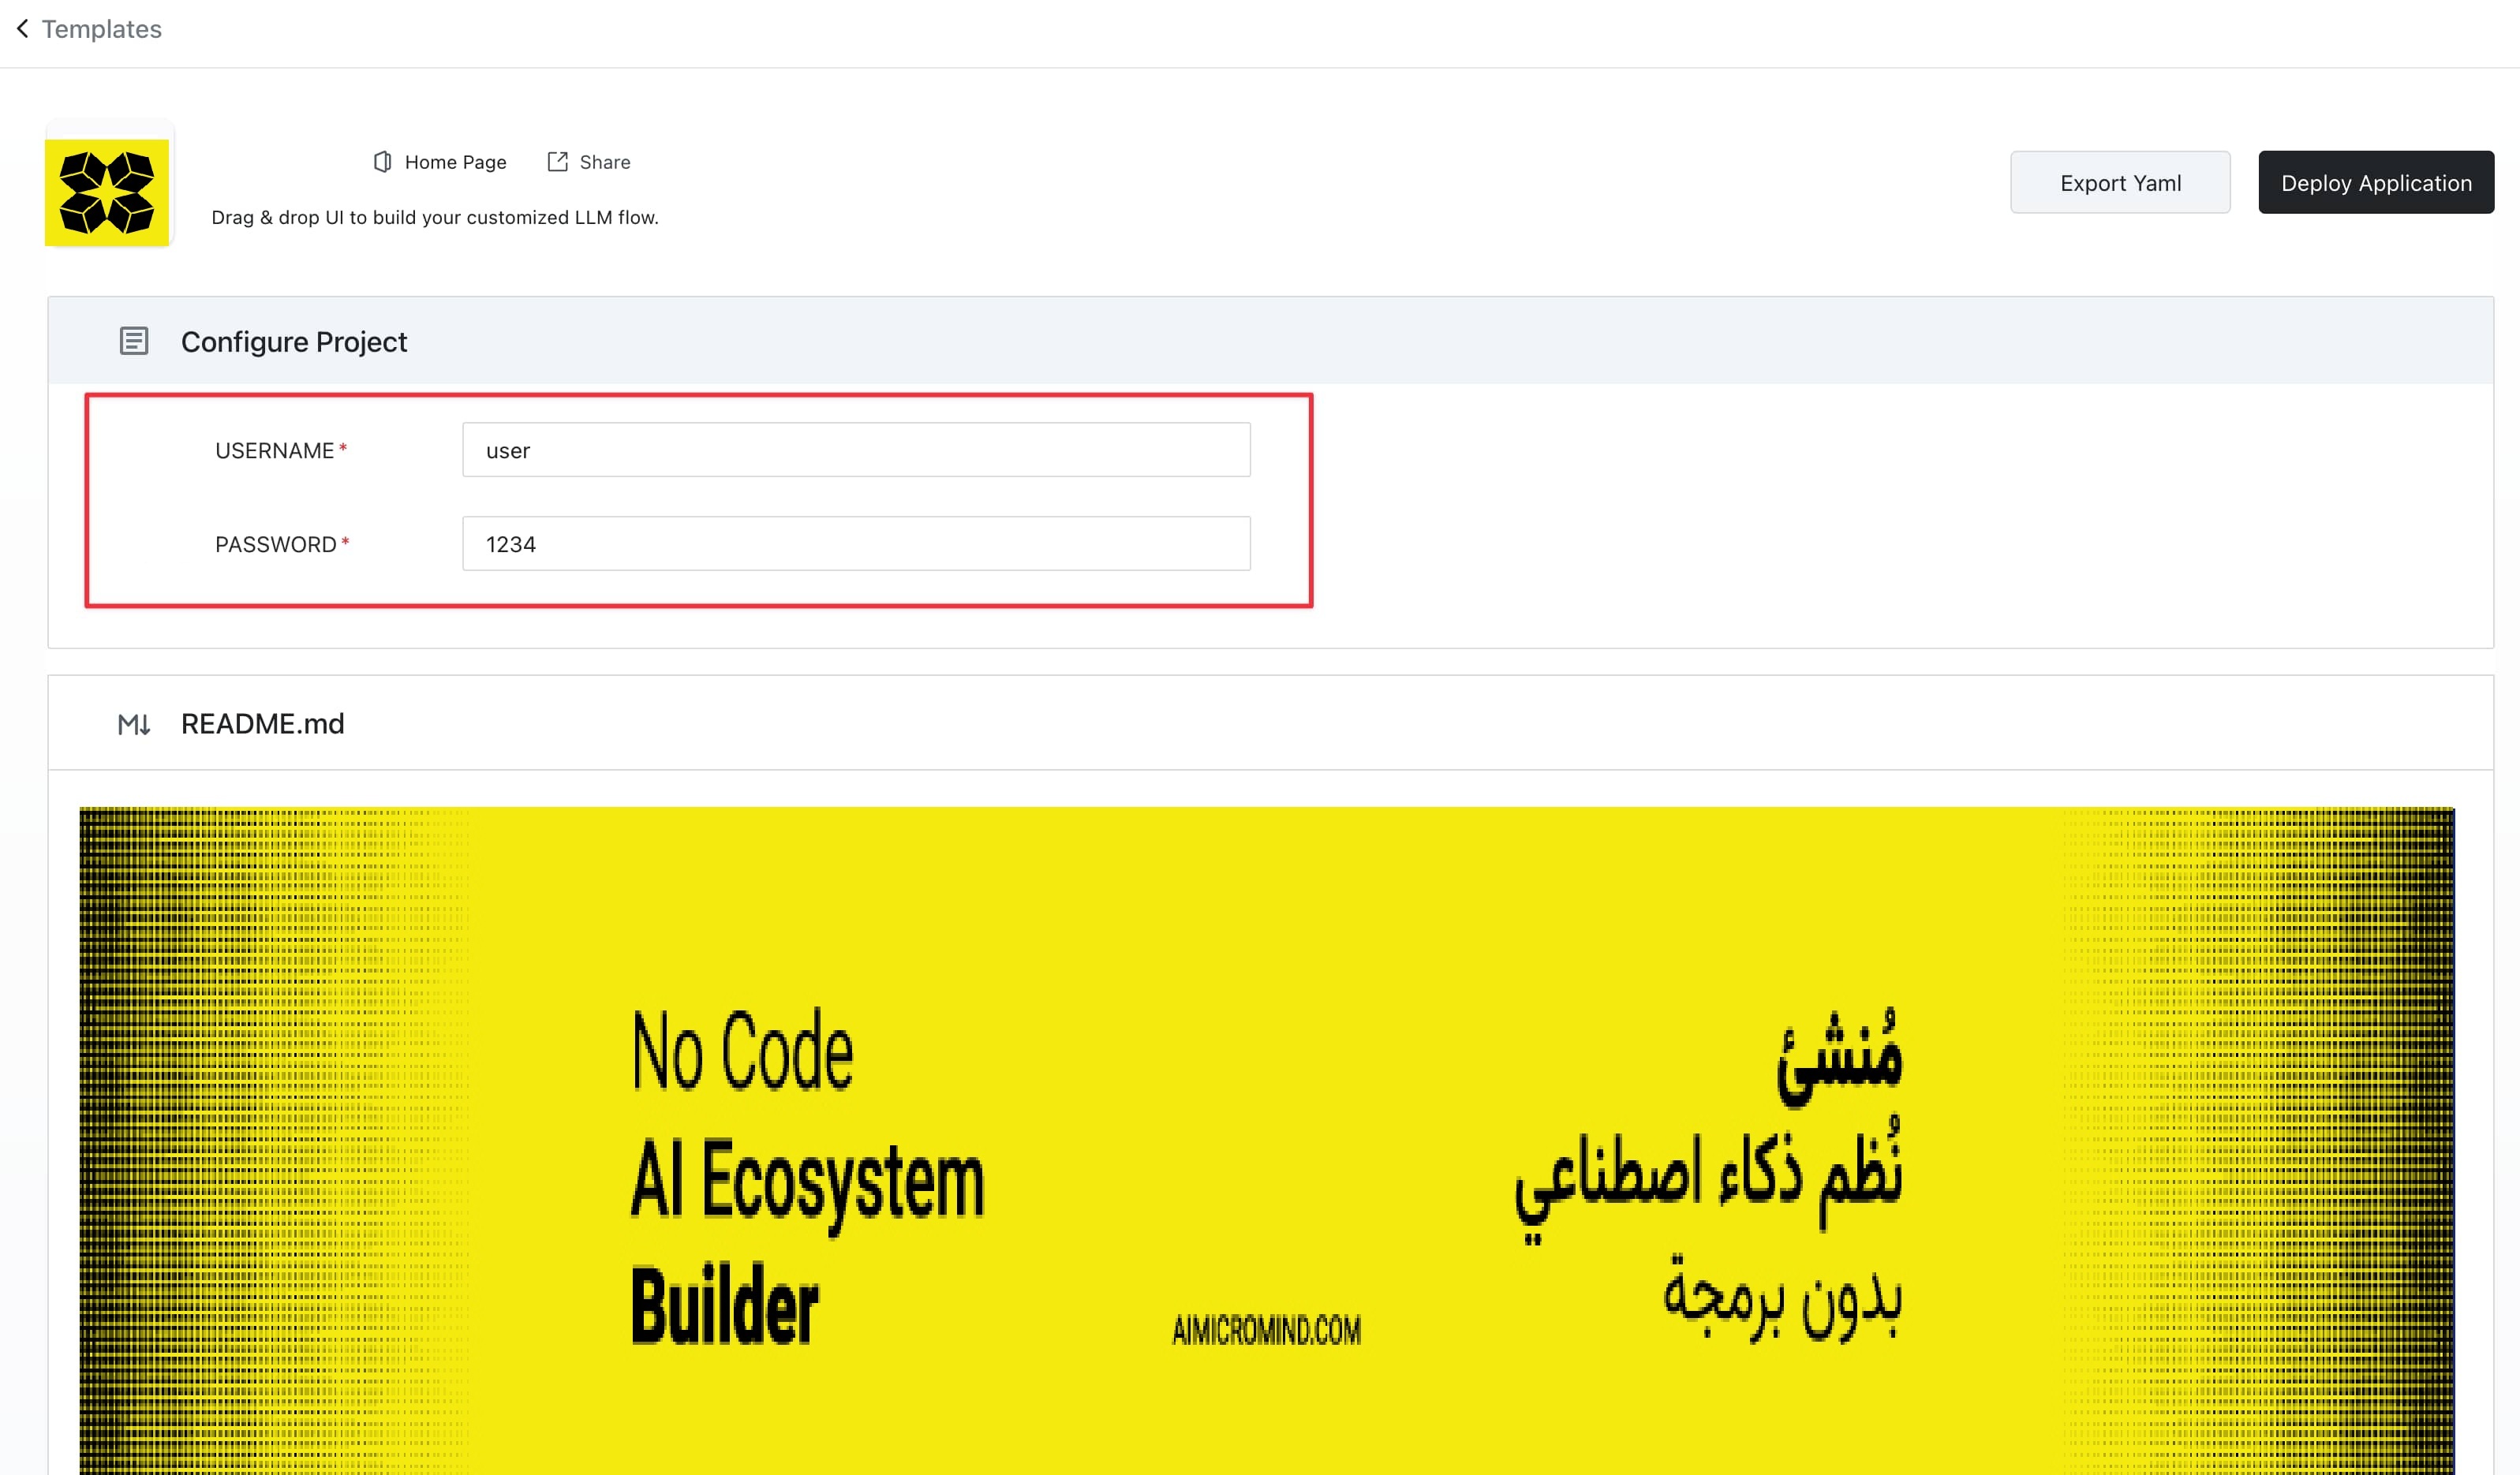 Templates
Home Page
Share
Drag & drop UI to build your customized LLM flow.
Export Yaml
Deploy Application
Configure Project
USERNAME *
user
PASSWORD *
1234
README.md
No Code
AI Ecosystem
Builder
AIMICROMIND.COM
مُنشئ
نُظم ذكاء اصطناعي
بدون برمجة